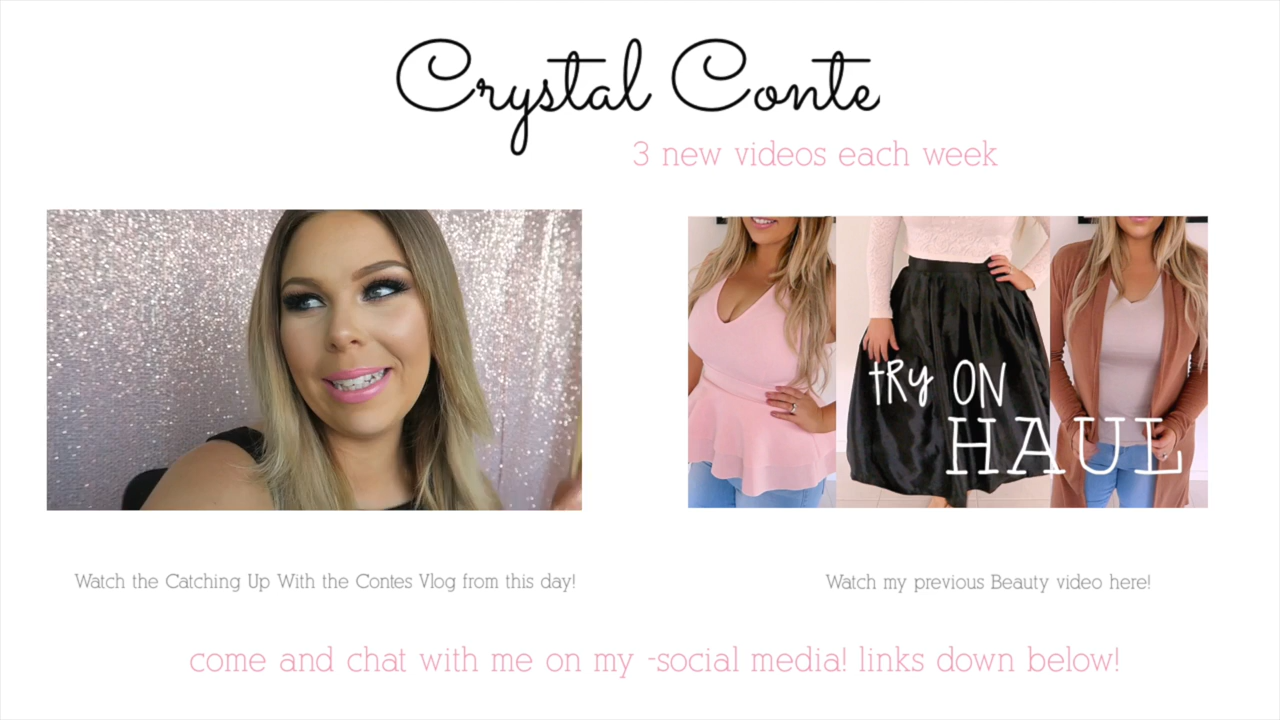 Crystal Conte
3 new videos each week
tRy ON
HAUL
Watch the Catching Up With the Contes Vlog from this day!
Watch my previous Beauty video here!
come and chat with me on my -social media! links down below!